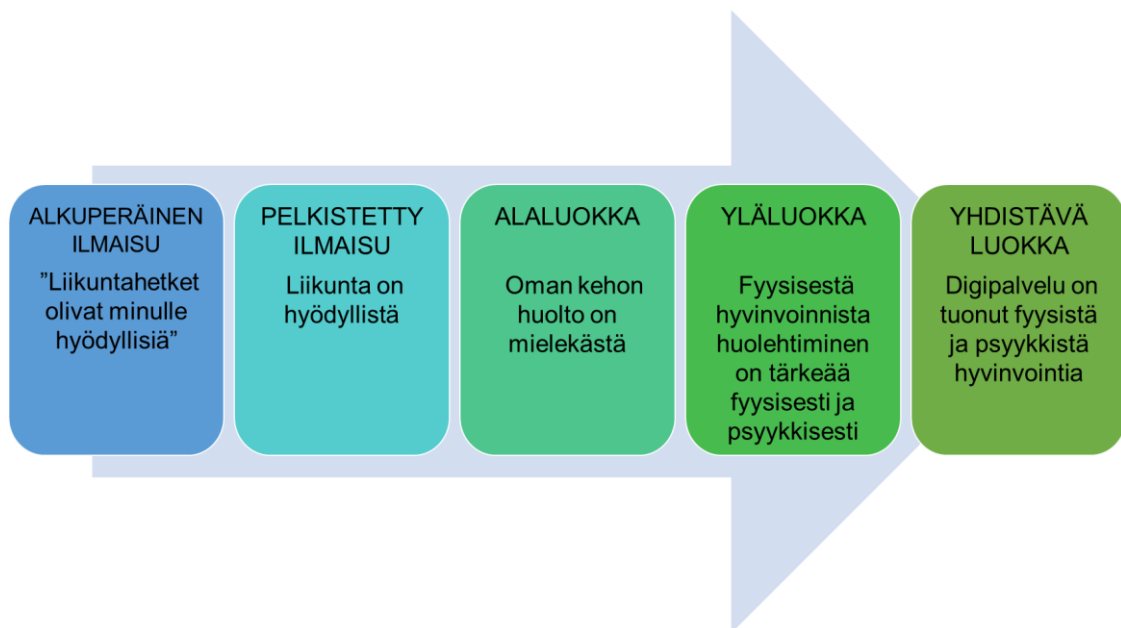 ALKUPERÄINEN
ILMAISU
”Liikuntahetket
olivat minulle
hyödyllisiä”
PELKISTETTY
ILMAISU
Liikunta on
hyödyllistä
ALALUOKKA
Oman kehon
huolto on
mielekästä
YLÄLUOKKA
Fyysisestä
hyvinvoinnista
huolehtiminen
on tärkeää
fyysisesti ja
psyykkisesti
YHDISTÄVÄ
LUOKKA
Digipalvelu on
tuonut fyysistä
ja psyykkistä
hyvinvointia